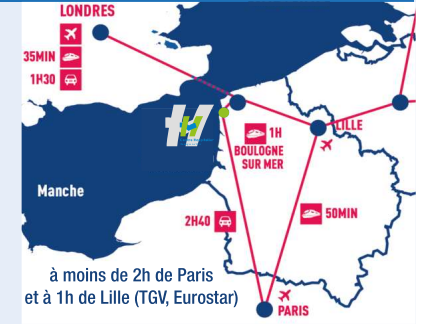 LONDRES
35MIN
1H30
1H
BOULOGNE
SUR MER
LILLE
Manche
2H40
50MIN
à moins de 2h de Paris
et à 1h de Lille (TGV, Eurostar)
PARIS